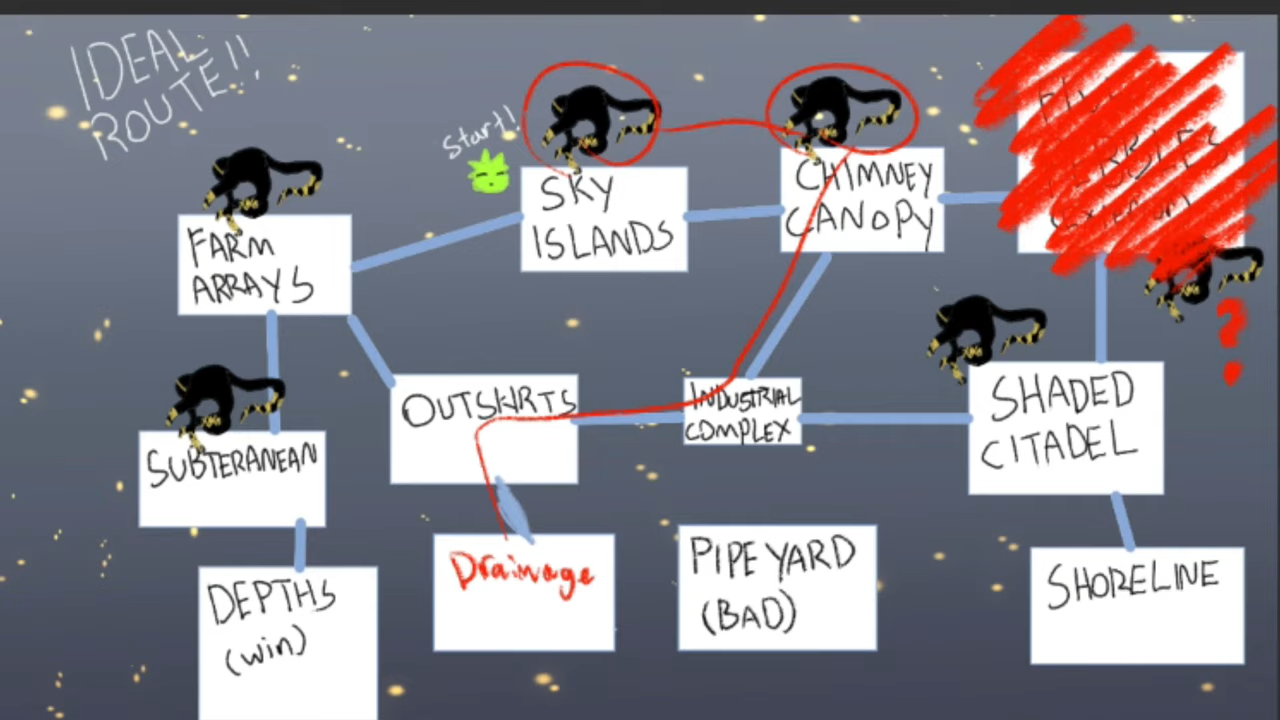 IDEAL
ROUTE!!
Start!!
SKY
ISLANDS
CHIMNEY
CANOPY
FARM
ARRAYS
?
OUTSKIRTS
INDUSTRIAL
COMPLEX
SHADED
CITADEL
SUBTERANEAN
DEPTHS
(win)
Drainage
PIPE YARD
(BAD)
SHORELINE